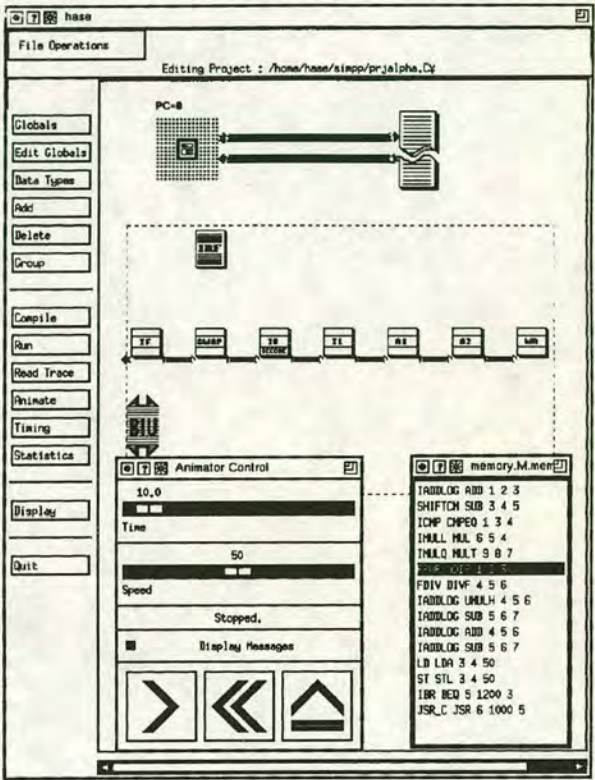 hase
File Operations
Editing Project : /home/hase/simpp/prjalpha.C¥
Globals
Edit Globals
Data Types
Add
Delete
Group
Compile
Run
Read Trace
Animate
Timing
Statistics
Display
Quit
PC=8
IBUF
IF
SWAP
I0
DECODE
I1
A1
A2
WR
BIU
Animator Control
10.0
Time
50
Speed
Stopped.
Display Messages
memory.M.mem
IADDLOG ADD 1 2 3
SHIFTCM SUB 3 4 5
ICMP CMPEQ 1 3 4
IMULL MUL 6 5 4
IMULQ MULT 9 8 7
FDIV DIVF 4 5 6
IADDLOG UMULH 4 5 6
IADDLOG SUB 5 6 7
IADDLOG ADD 4 5 6
IADDLOG SUB 5 6 7
LD LDA 3 4 50
ST STL 3 4 50
IBR BEQ 5 1200 3
JSR_C JSR 6 1000 5